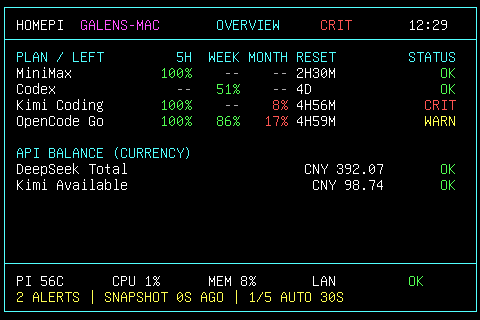 HOMEPI GALENS-MAC OVERVIEW CRIT 12:29
PLAN / LEFT 5H WEEK MONTH RESET STATUS
MiniMax 100% -- -- 2H30M OK
Codex -- 51% -- 4D OK
Kimi Coding 100% -- 8% 4H56M CRIT
OpenCode Go 100% 86% 17% 4H59M WARN
API BALANCE (CURRENCY)
DeepSeek Total CNY 392.07 OK
Kimi Available CNY 98.74 OK
PI 56C CPU 1% MEM 8% LAN OK
2 ALERTS | SNAPSHOT 0S AGO | 1/5 AUTO 30S